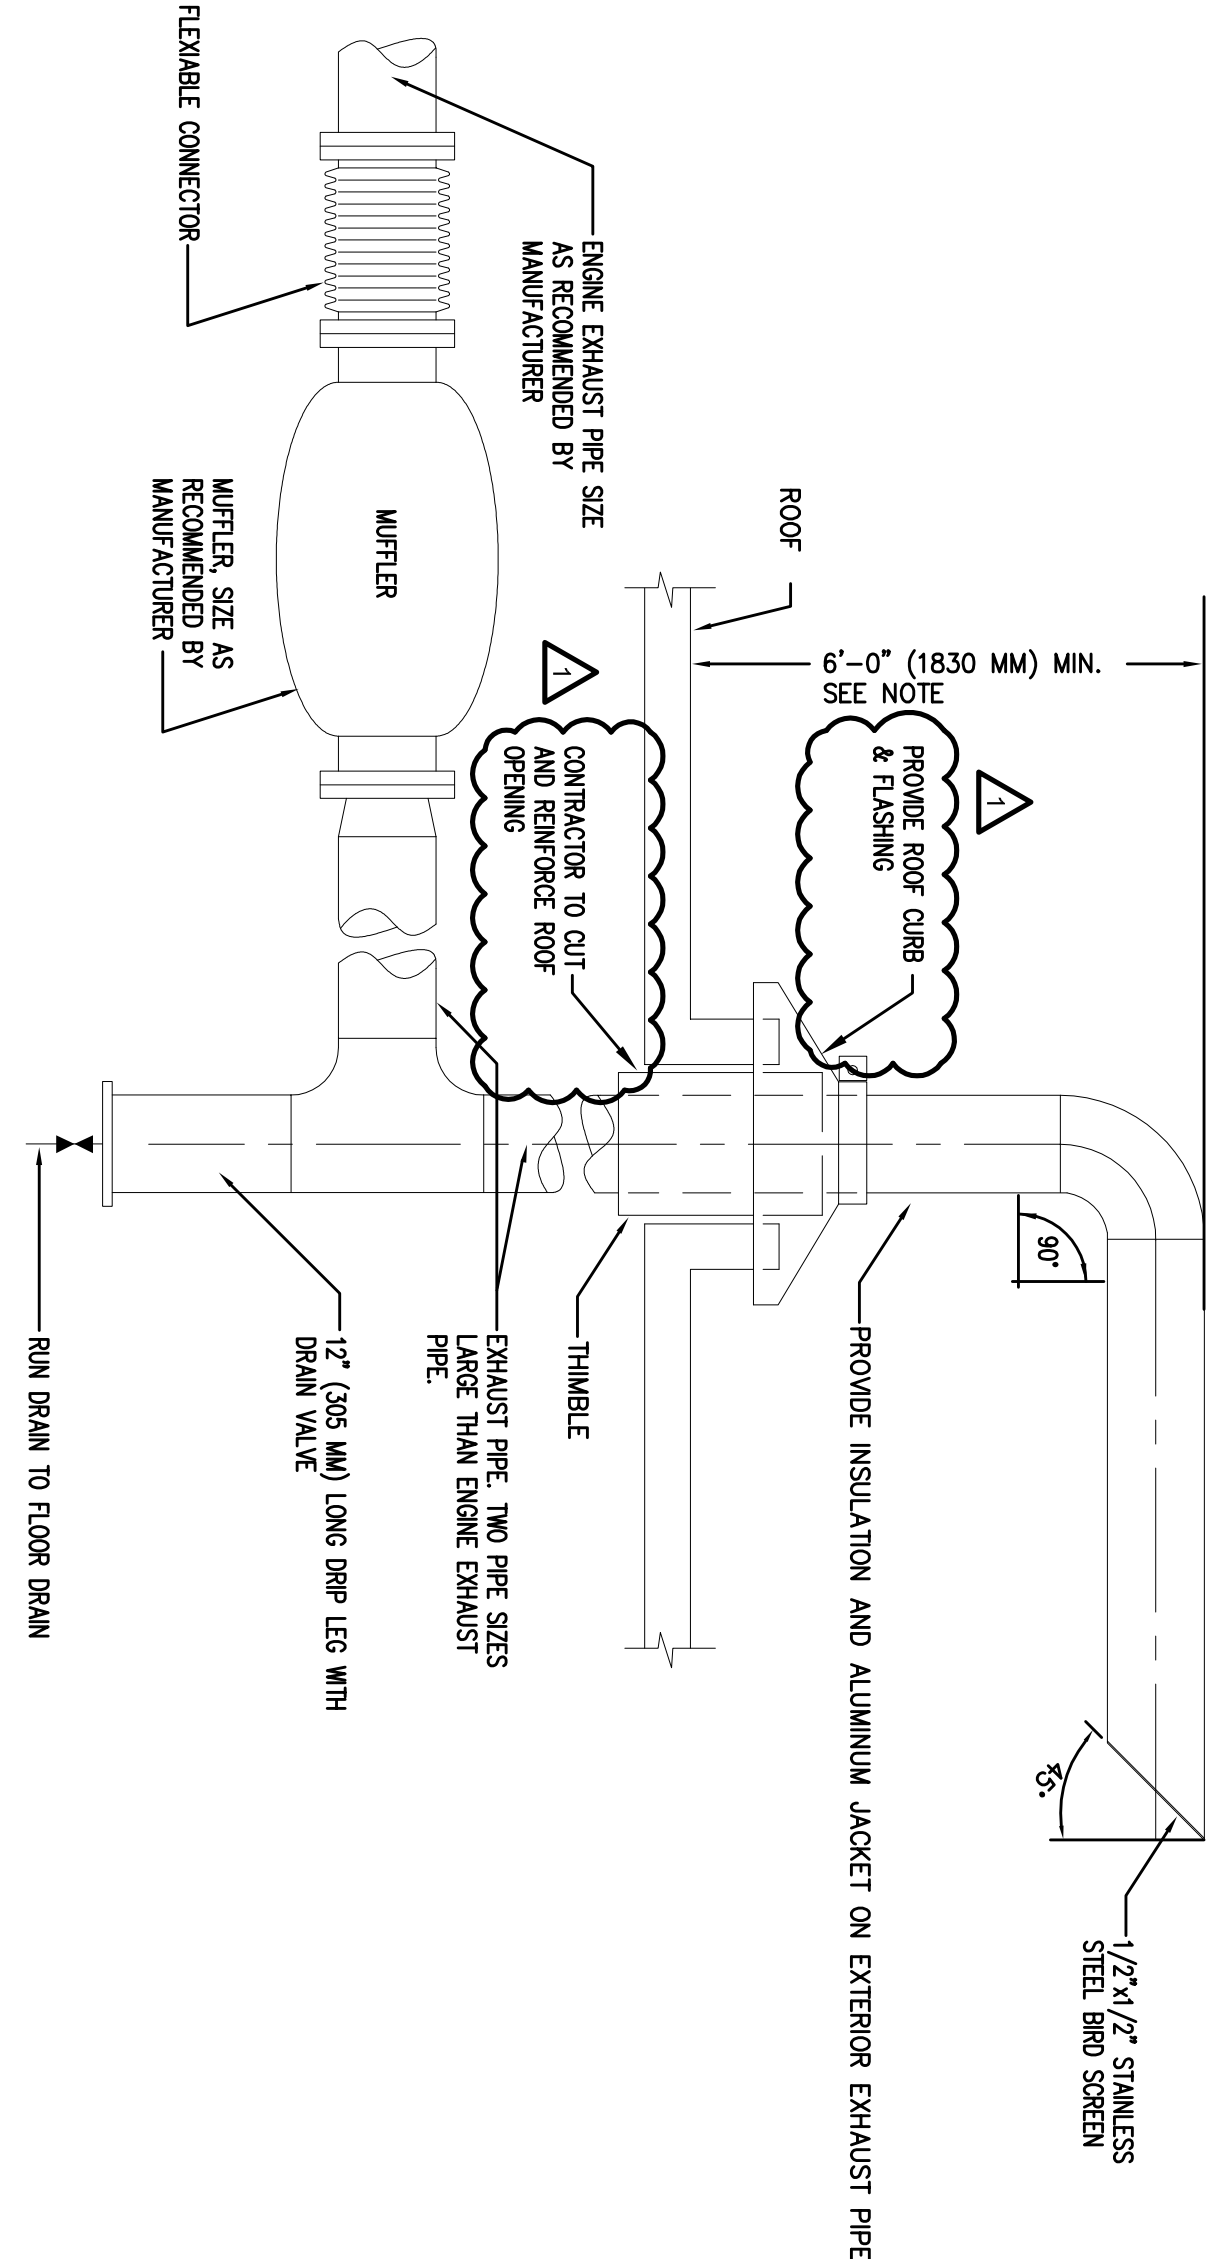 FLEXIABLE CONNECTOR
ENGINE EXHAUST PIPE SIZE
AS RECOMMENDED BY
MANUFACTURER
MUFFLER
MUFFLER, SIZE AS
RECOMMENDED BY
MANUFACTURER
ROOF
6'-0" (1830 MM) MIN.
SEE NOTE
1
PROVIDE ROOF CURB
& FLASHING
1
CONTRACTOR TO CUT
AND REINFORCE ROOF
OPENING
90°
45°
1/2"x1/2" STAINLESS
STEEL BIRD SCREEN
PROVIDE INSULATION AND ALUMINUM JACKET ON EXTERIOR EXHAUST PIPE
THIMBLE
EXHAUST PIPE. TWO PIPE SIZES
LARGE THAN ENGINE EXHAUST
PIPE.
12" (305 MM) LONG DRIP LEG WITH
DRAIN VALVE
RUN DRAIN TO FLOOR DRAIN